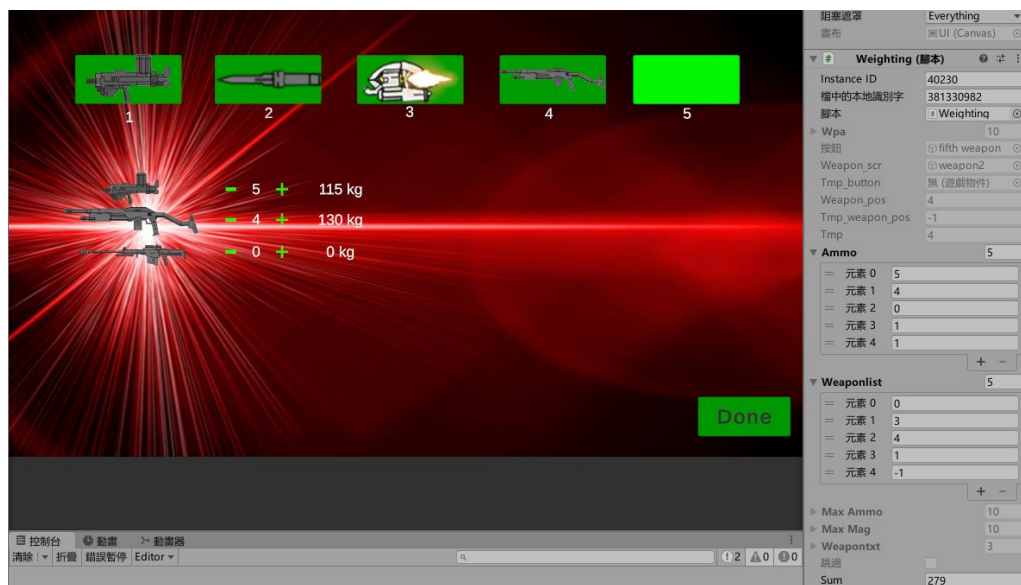 1
2
3
4
5
5
115 kg
4
130 kg
0
0 kg
Done
控制台
動畫
動畫器
清除
折疊
錯誤暫停
Editor
2
0
0
阻塞遮罩 Everything
畫布 UI (Canvas)
# Weighting (腳本)
Instance ID 40230
檔中的本地識別字 381330982
腳本 Weighting
Wpa 10
按鈕 fifth weapon
Weapon_scr weapon2
Tmp_button 無 (遊戲物件)
Weapon_pos 4
Tmp_weapon_pos -1
Tmp 4
Ammo 5
元素 0 5
元素 1 4
元素 2 0
元素 3 1
元素 4 1
+ -
Weaponlist 5
元素 0 0
元素 1 3
元素 2 4
元素 3 1
元素 4 -1
+ -
Max Ammo 10
Max Mag 10
Weapontxt 3
跳過
Sum 279